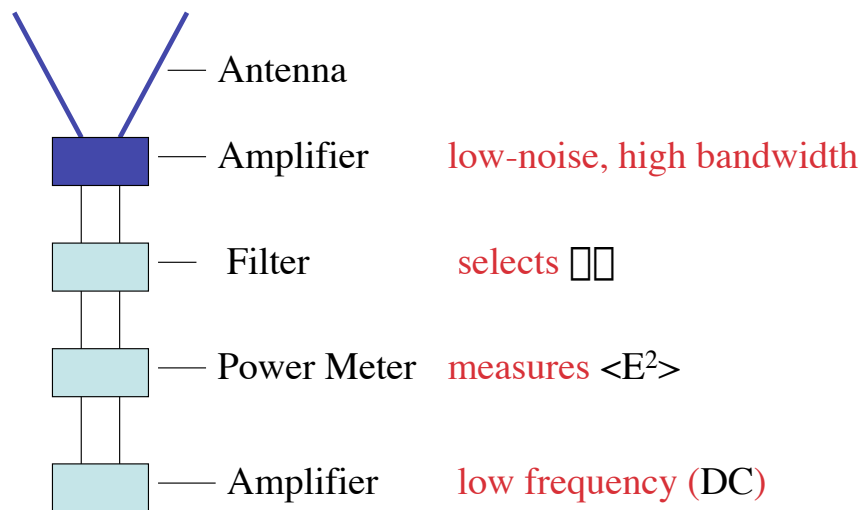 Antenna
Amplifier low-noise, high bandwidth
Filter selects
Power Meter measures <E²>
Amplifier low frequency (DC)